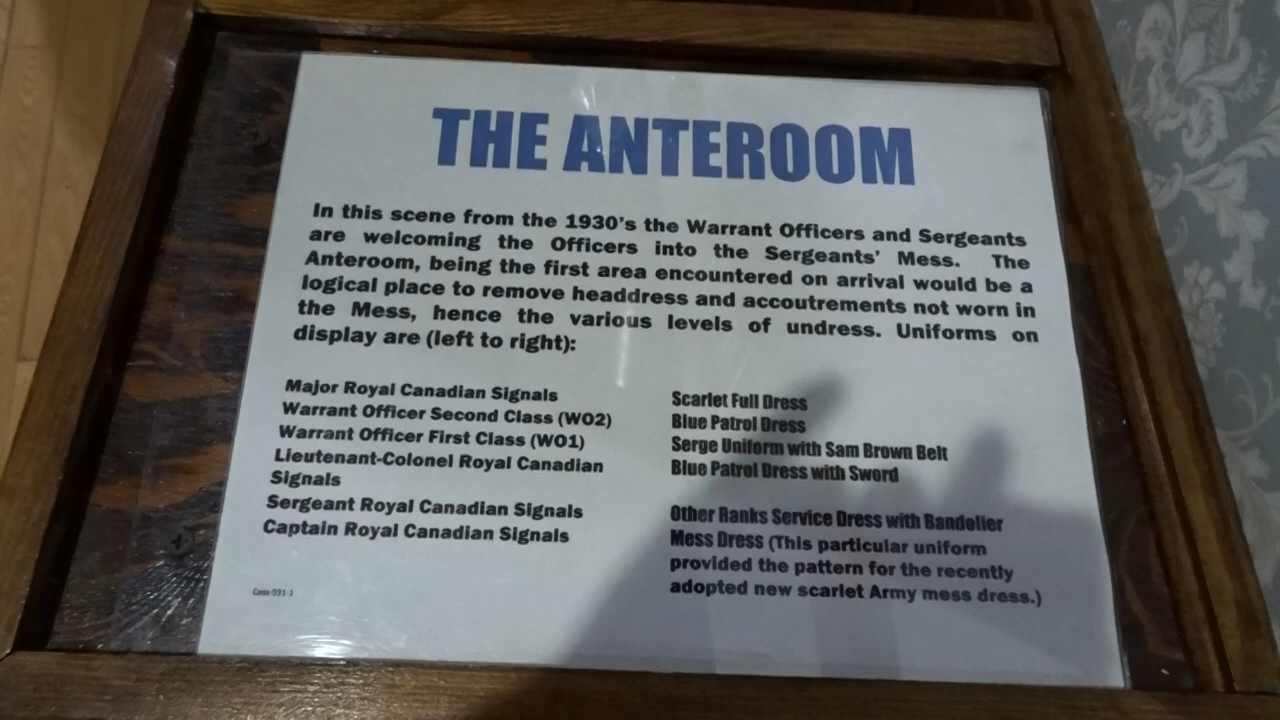 THE ANTEROOM
In this scene from the 1930's the Warrant Officers and Sergeants
are welcoming the Officers into the Sergeants' Mess. The
Anteroom, being the first area encountered on arrival would be a
logical place to remove headdress and accoutrements not worn in
the Mess, hence the various levels of undress. Uniforms on
display are (left to right):
Major Royal Canadian Signals
Warrant Officer Second Class (WO2)
Warrant Officer First Class (WO1)
Lieutenant-Colonel Royal Canadian
Signals
Sergeant Royal Canadian Signals
Captain Royal Canadian Signals
Scarlet Full Dress
Blue Patrol Dress
Serge Uniform with Sam Brown Belt
Blue Patrol Dress with Sword
Other Ranks Service Dress with Bandolier
Mess Dress (This particular uniform
provided the pattern for the recently
adopted new scarlet Army mess dress.)